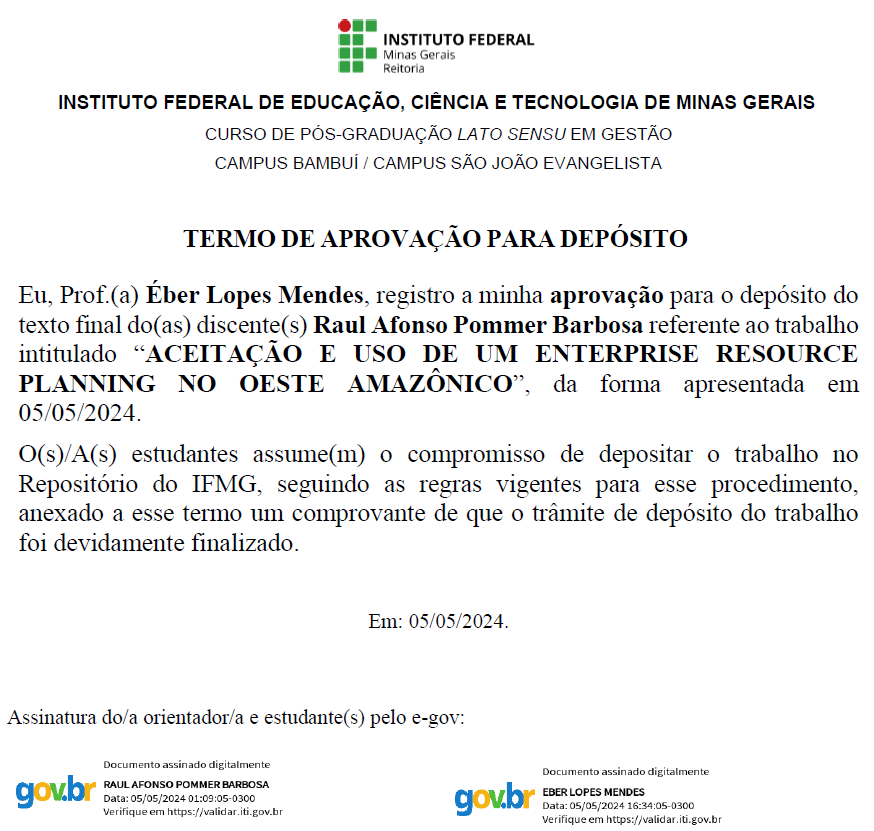 INSTITUTO FEDERAL
Minas Gerais
Reitoria
INSTITUTO FEDERAL DE EDUCAÇÃO, CIÊNCIA E TECNOLOGIA DE MINAS GERAIS
CURSO DE PÓS-GRADUAÇÃO LATO SENSU EM GESTÃO
CAMPUS BAMBUÍ / CAMPUS SÃO JOÃO EVANGELISTA
TERMO DE APROVAÇÃO PARA DEPÓSITO
Eu, Prof.(a) Éber Lopes Mendes, registro a minha aprovação para o depósito do
texto final do(as) discente(s) Raul Afonso Pommer Barbosa referente ao trabalho
intitulado “ACEITAÇÃO E USO DE UM ENTERPRISE RESOURCE
PLANNING NO OESTE AMAZÔNICO”, da forma apresentada em
05/05/2024.
O(s)/A(s) estudantes assume(m) o compromisso de depositar o trabalho no
Repositório do IFMG, seguindo as regras vigentes para esse procedimento,
anexado a esse termo um comprovante de que o trâmite de depósito do trabalho
foi devidamente finalizado.
Em: 05/05/2024.
Assinatura do/a orientador/a e estudante(s) pelo e-gov:
gov.br
Documento assinado digitalmente
RAUL AFONSO POMMER BARBOSA
Data: 05/05/2024 01:09:05-0300
Verifique em https://validar.iti.gov.br
gov.br
Documento assinado digitalmente
EBER LOPES MENDES
Data: 05/05/2024 16:34:05-0300
Verifique em https://validar.iti.gov.br